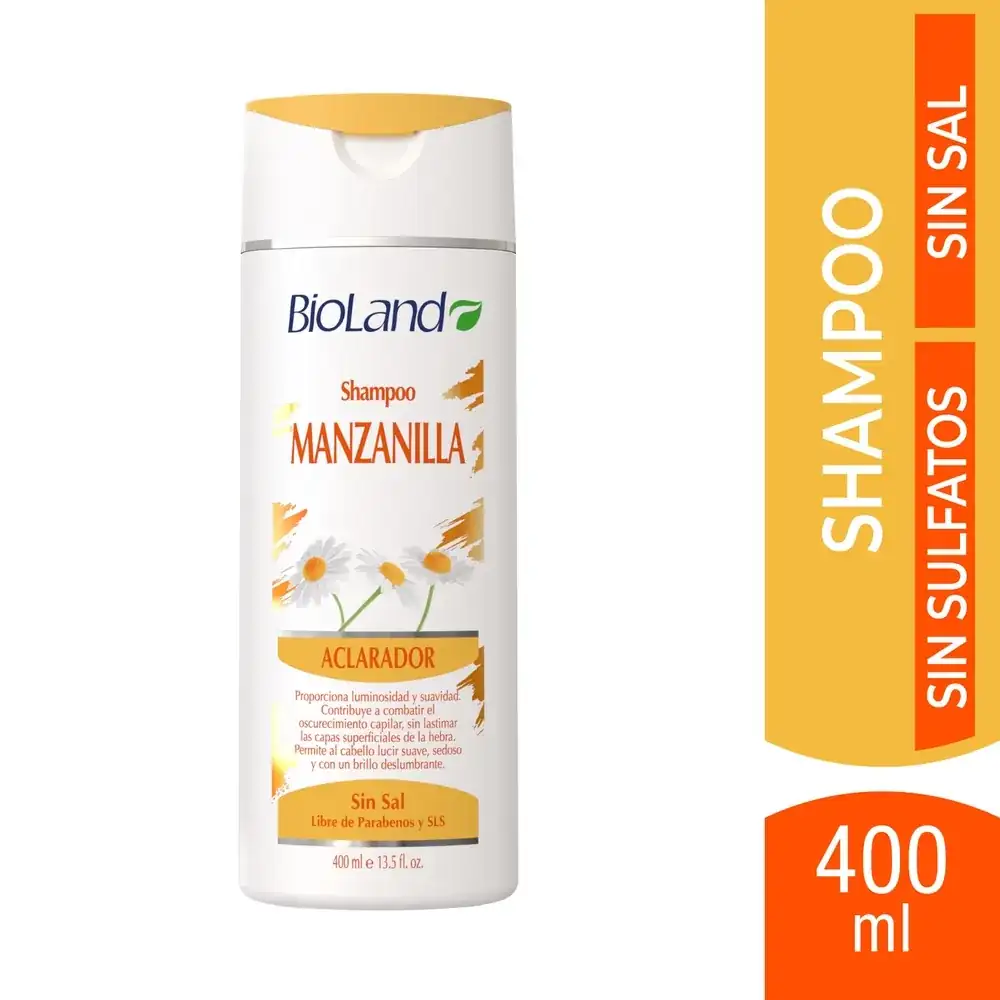 BioLand
Shampoo
MANZANILLA
ACLARADOR
Proporciona luminosidad y suavidad.
Contribuye a combatir el
oscurecimiento capilar, sin lastimar
las capas superficiales de la hebra.
Permite al cabello lucir suave, sedoso
y con un brillo deslumbrante.
Sin Sal
Libre de Parabenos y SLS
400 ml e 13.5 fl. oz.
SHAMPOO
SIN SAL
SIN SULFATOS
400
ml